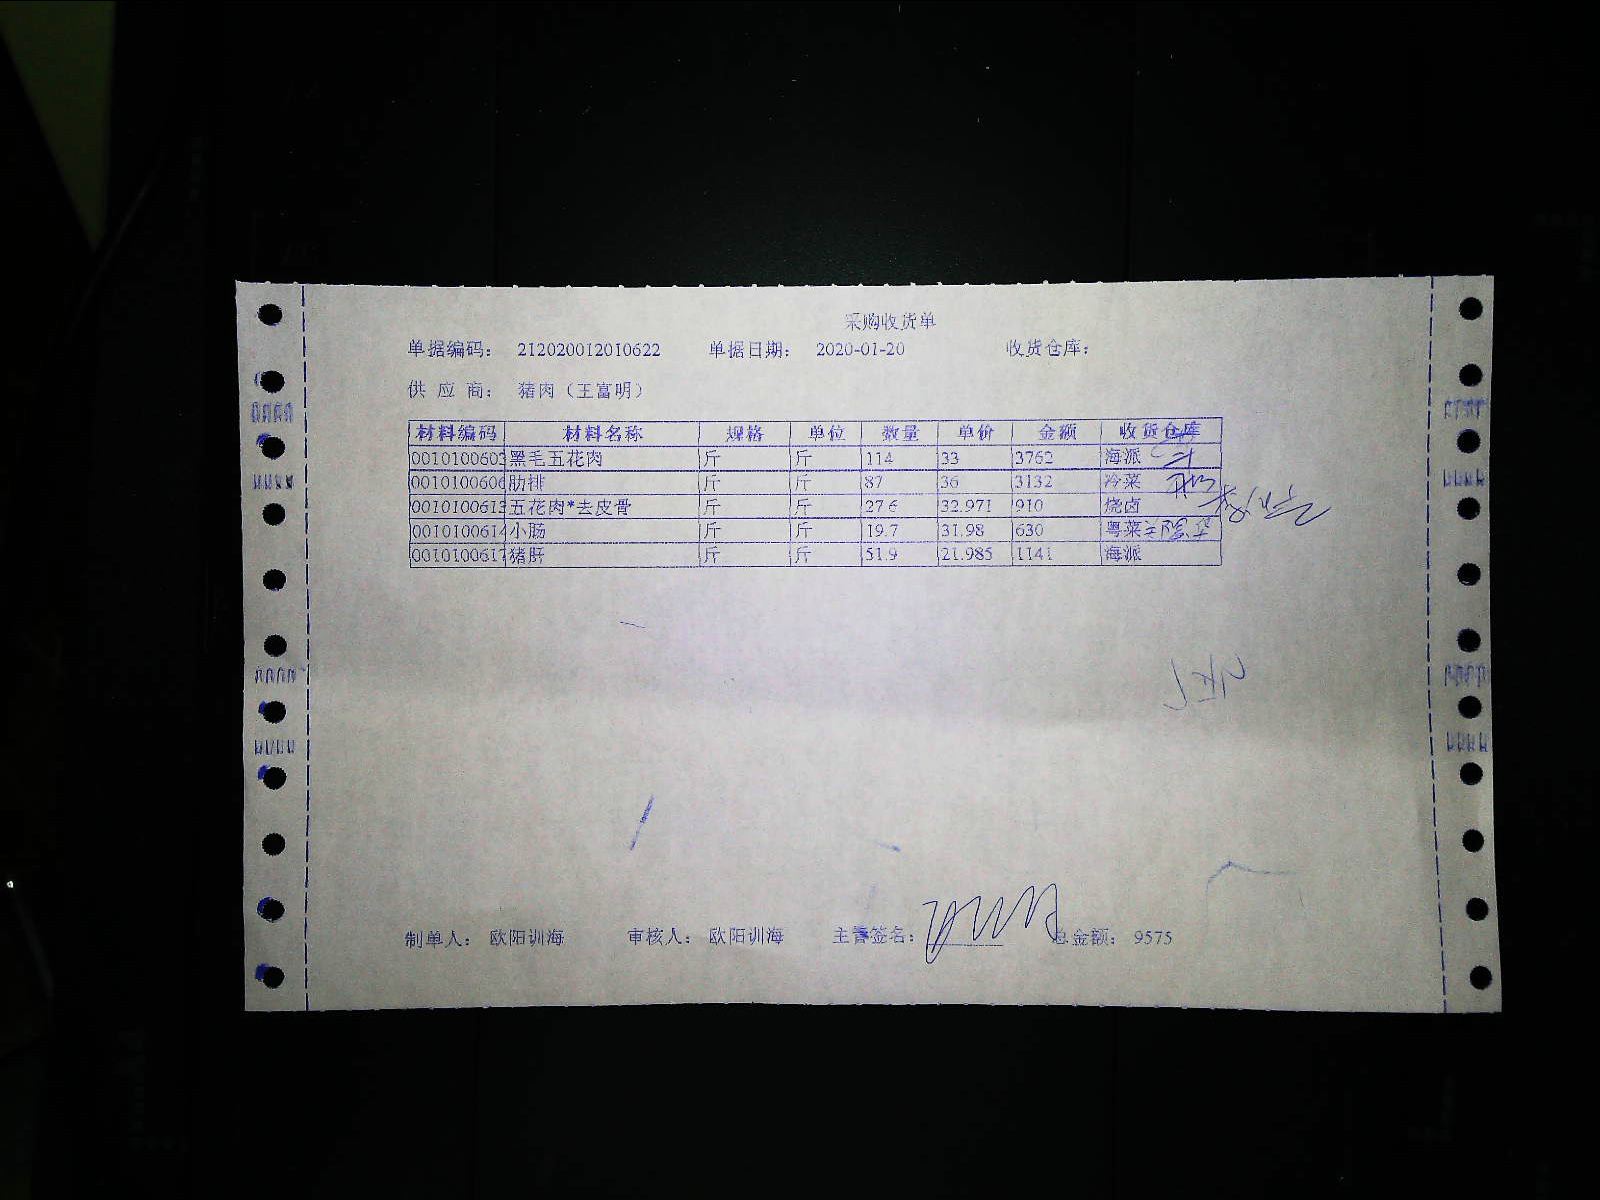 采购收货单
单据编码： 212020012010622 单据日期： 2020-01-20 收货仓库：
供 应 商： 猪肉（王富明）
材料编码 材料名称 规格 单位 数量 单价 金额 收货仓库
0010100603 黑毛五花肉 斤 斤 114 33 3762 海派
0010100606 肋排 斤 斤 87 36 3132 冷菜
0010100613 五花肉*去皮骨 斤 斤 27.6 32.971 910 烧卤
0010100614 小肠 斤 斤 19.7 31.98 630 粤菜
0010100617 猪肝 斤 斤 51.9 21.985 1141 海派
制单人： 欧阳训海 审核人： 欧阳训海 主管签名： 总金额： 9575